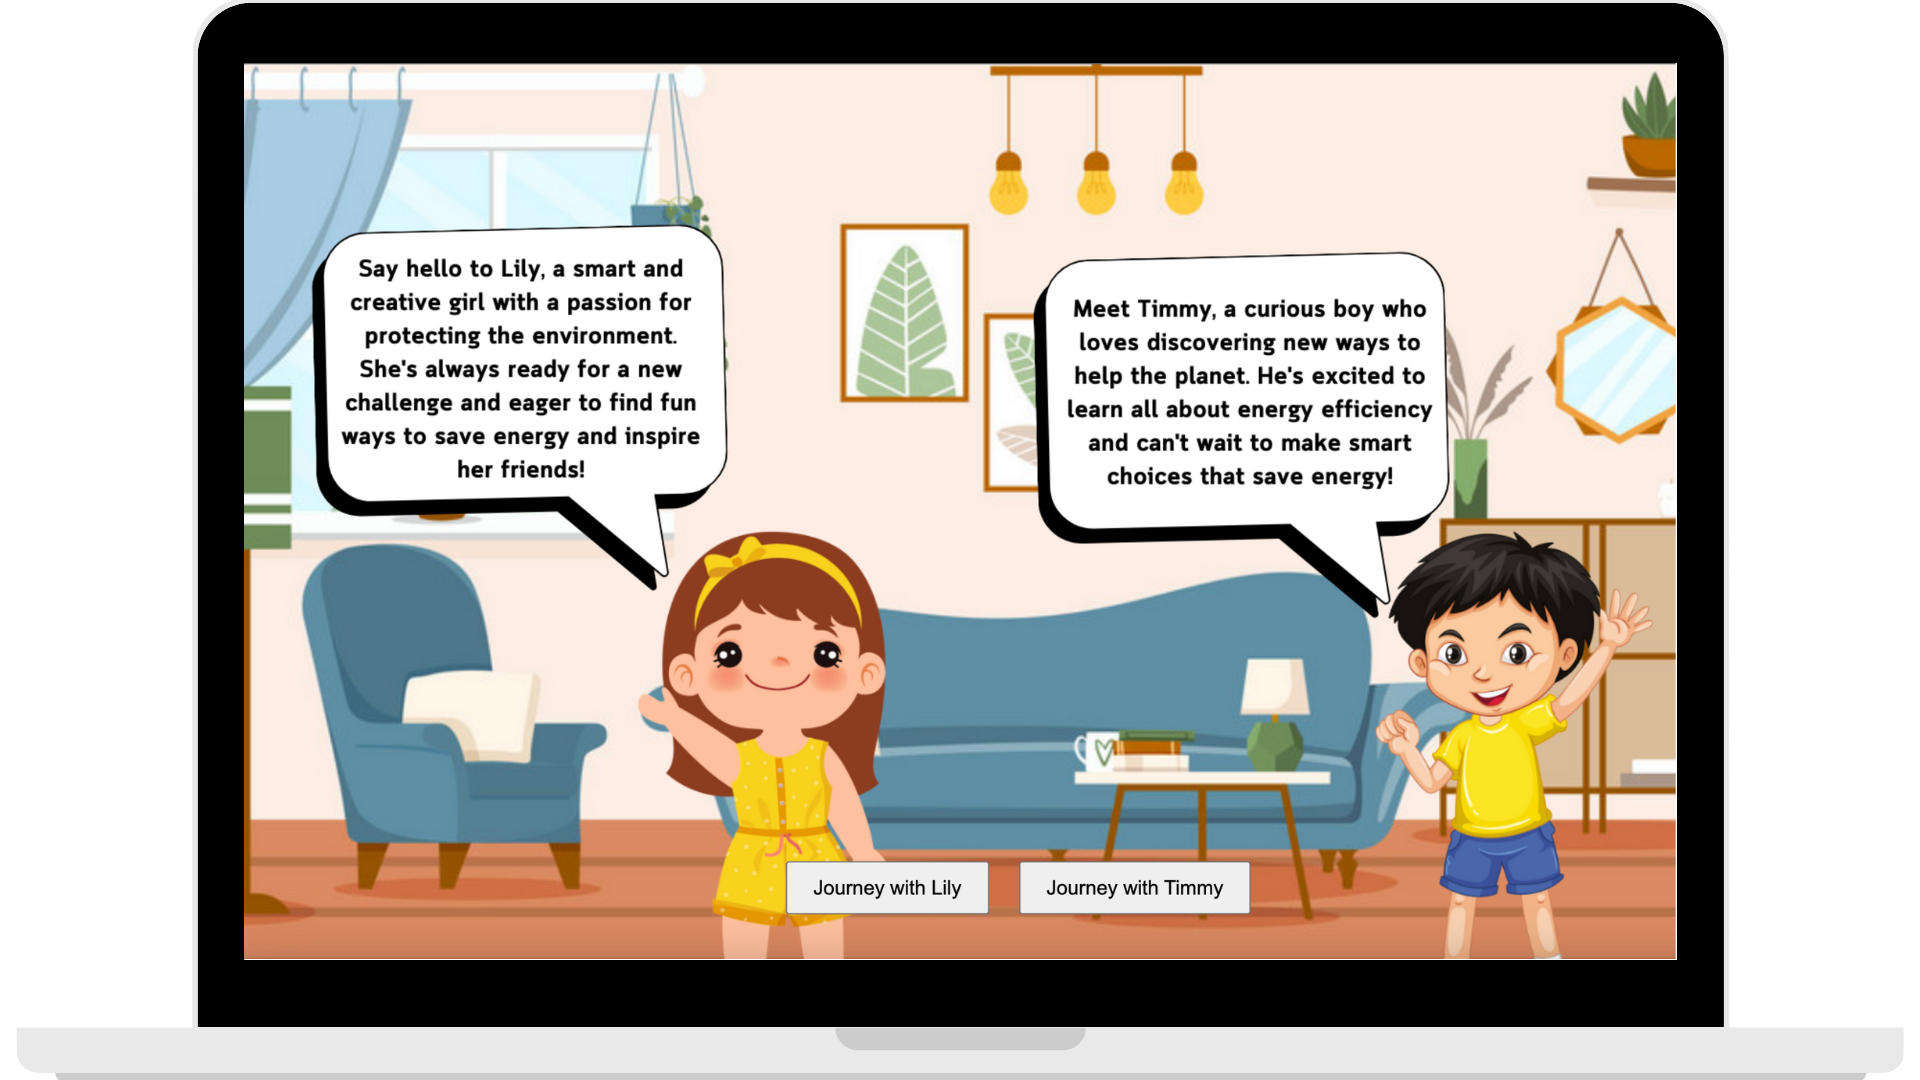 Say hello to Lily, a smart and
creative girl with a passion for
protecting the environment.
She's always ready for a new
challenge and eager to find fun
ways to save energy and inspire
her friends!
Meet Timmy, a curious boy who
loves discovering new ways to
help the planet. He's excited to
learn all about energy efficiency
and can't wait to make smart
choices that save energy!
Journey with Lily
Journey with Timmy